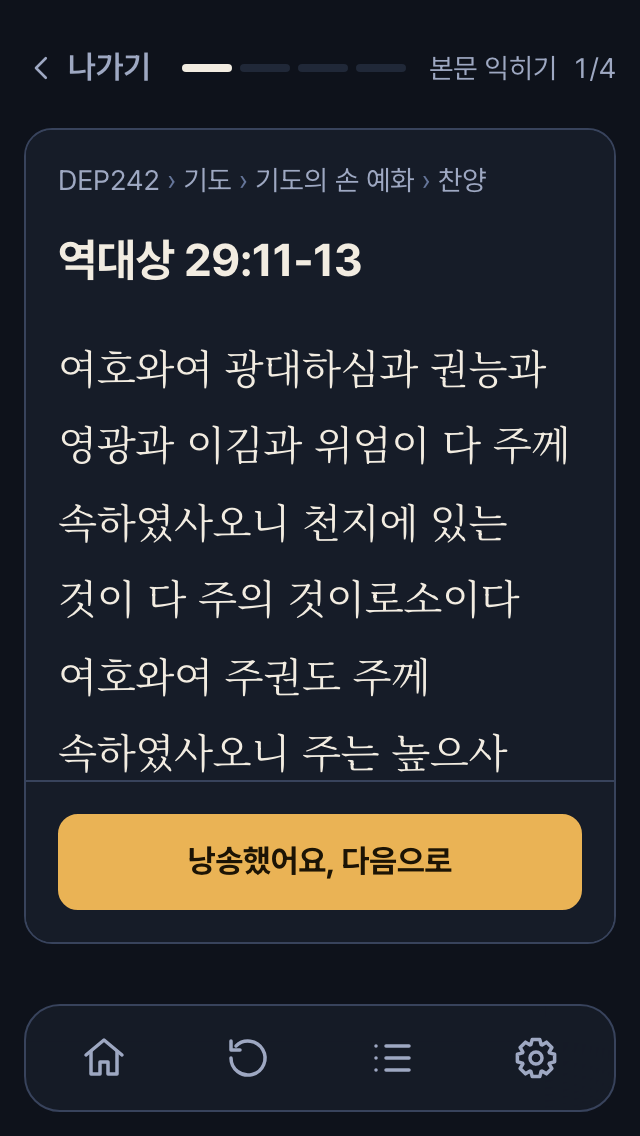 나가기 본문 익히기 1/4
DEP242 › 기도 › 기도의 손 예화 › 찬양
역대상 29:11-13
여호와여 광대하심과 권능과
영광과 이김과 위엄이 다 주께
속하였사오니 천지에 있는
것이 다 주의 것이로소이다
여호와여 주권도 주께
속하였사오니 주는 높으사
낭송했어요, 다음으로